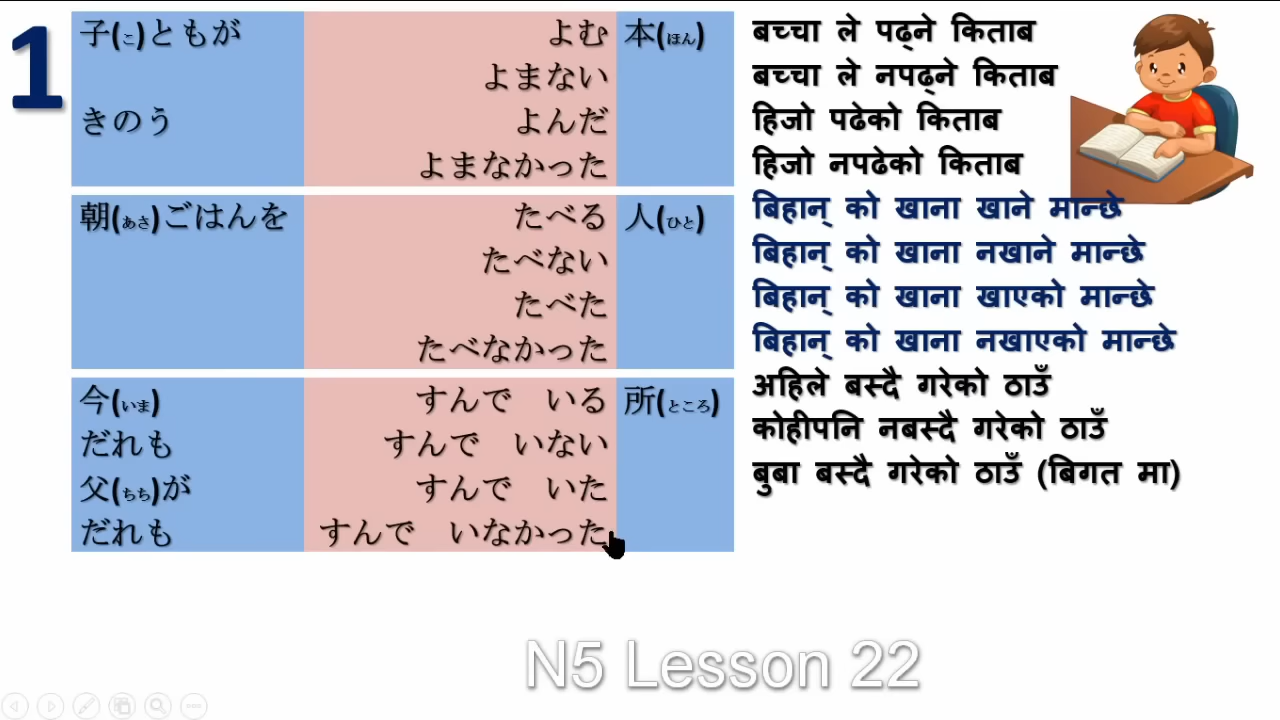 1
子(こ)ともが よむ 本(ほん)
よまない
きのう よんだ
よまなかった
朝(あさ)ごはんを たべる 人(ひと)
たべない
たべた
たべなかった
今(いま) すんで いる 所(ところ)
だれも すんで いない
父(ちち)が すんで いた
だれも すんで いなかった
बच्चा ले पढ्ने किताब
बच्चा ले नपढ्ने किताब
हिजो पढेको किताब
हिजो नपढेको किताब
बिहान् को खाना खाने मान्छे
बिहान् को खाना नखाने मान्छे
बिहान् को खाना खाएको मान्छे
बिहान् को खाना नखाएको मान्छे
अहिले बस्दै गरेको ठाउँ
कोहीपनि नबस्दै गरेको ठाउँ
बुबा बस्दै गरेको ठाउँ (बिगत मा)
N5 Lesson 22